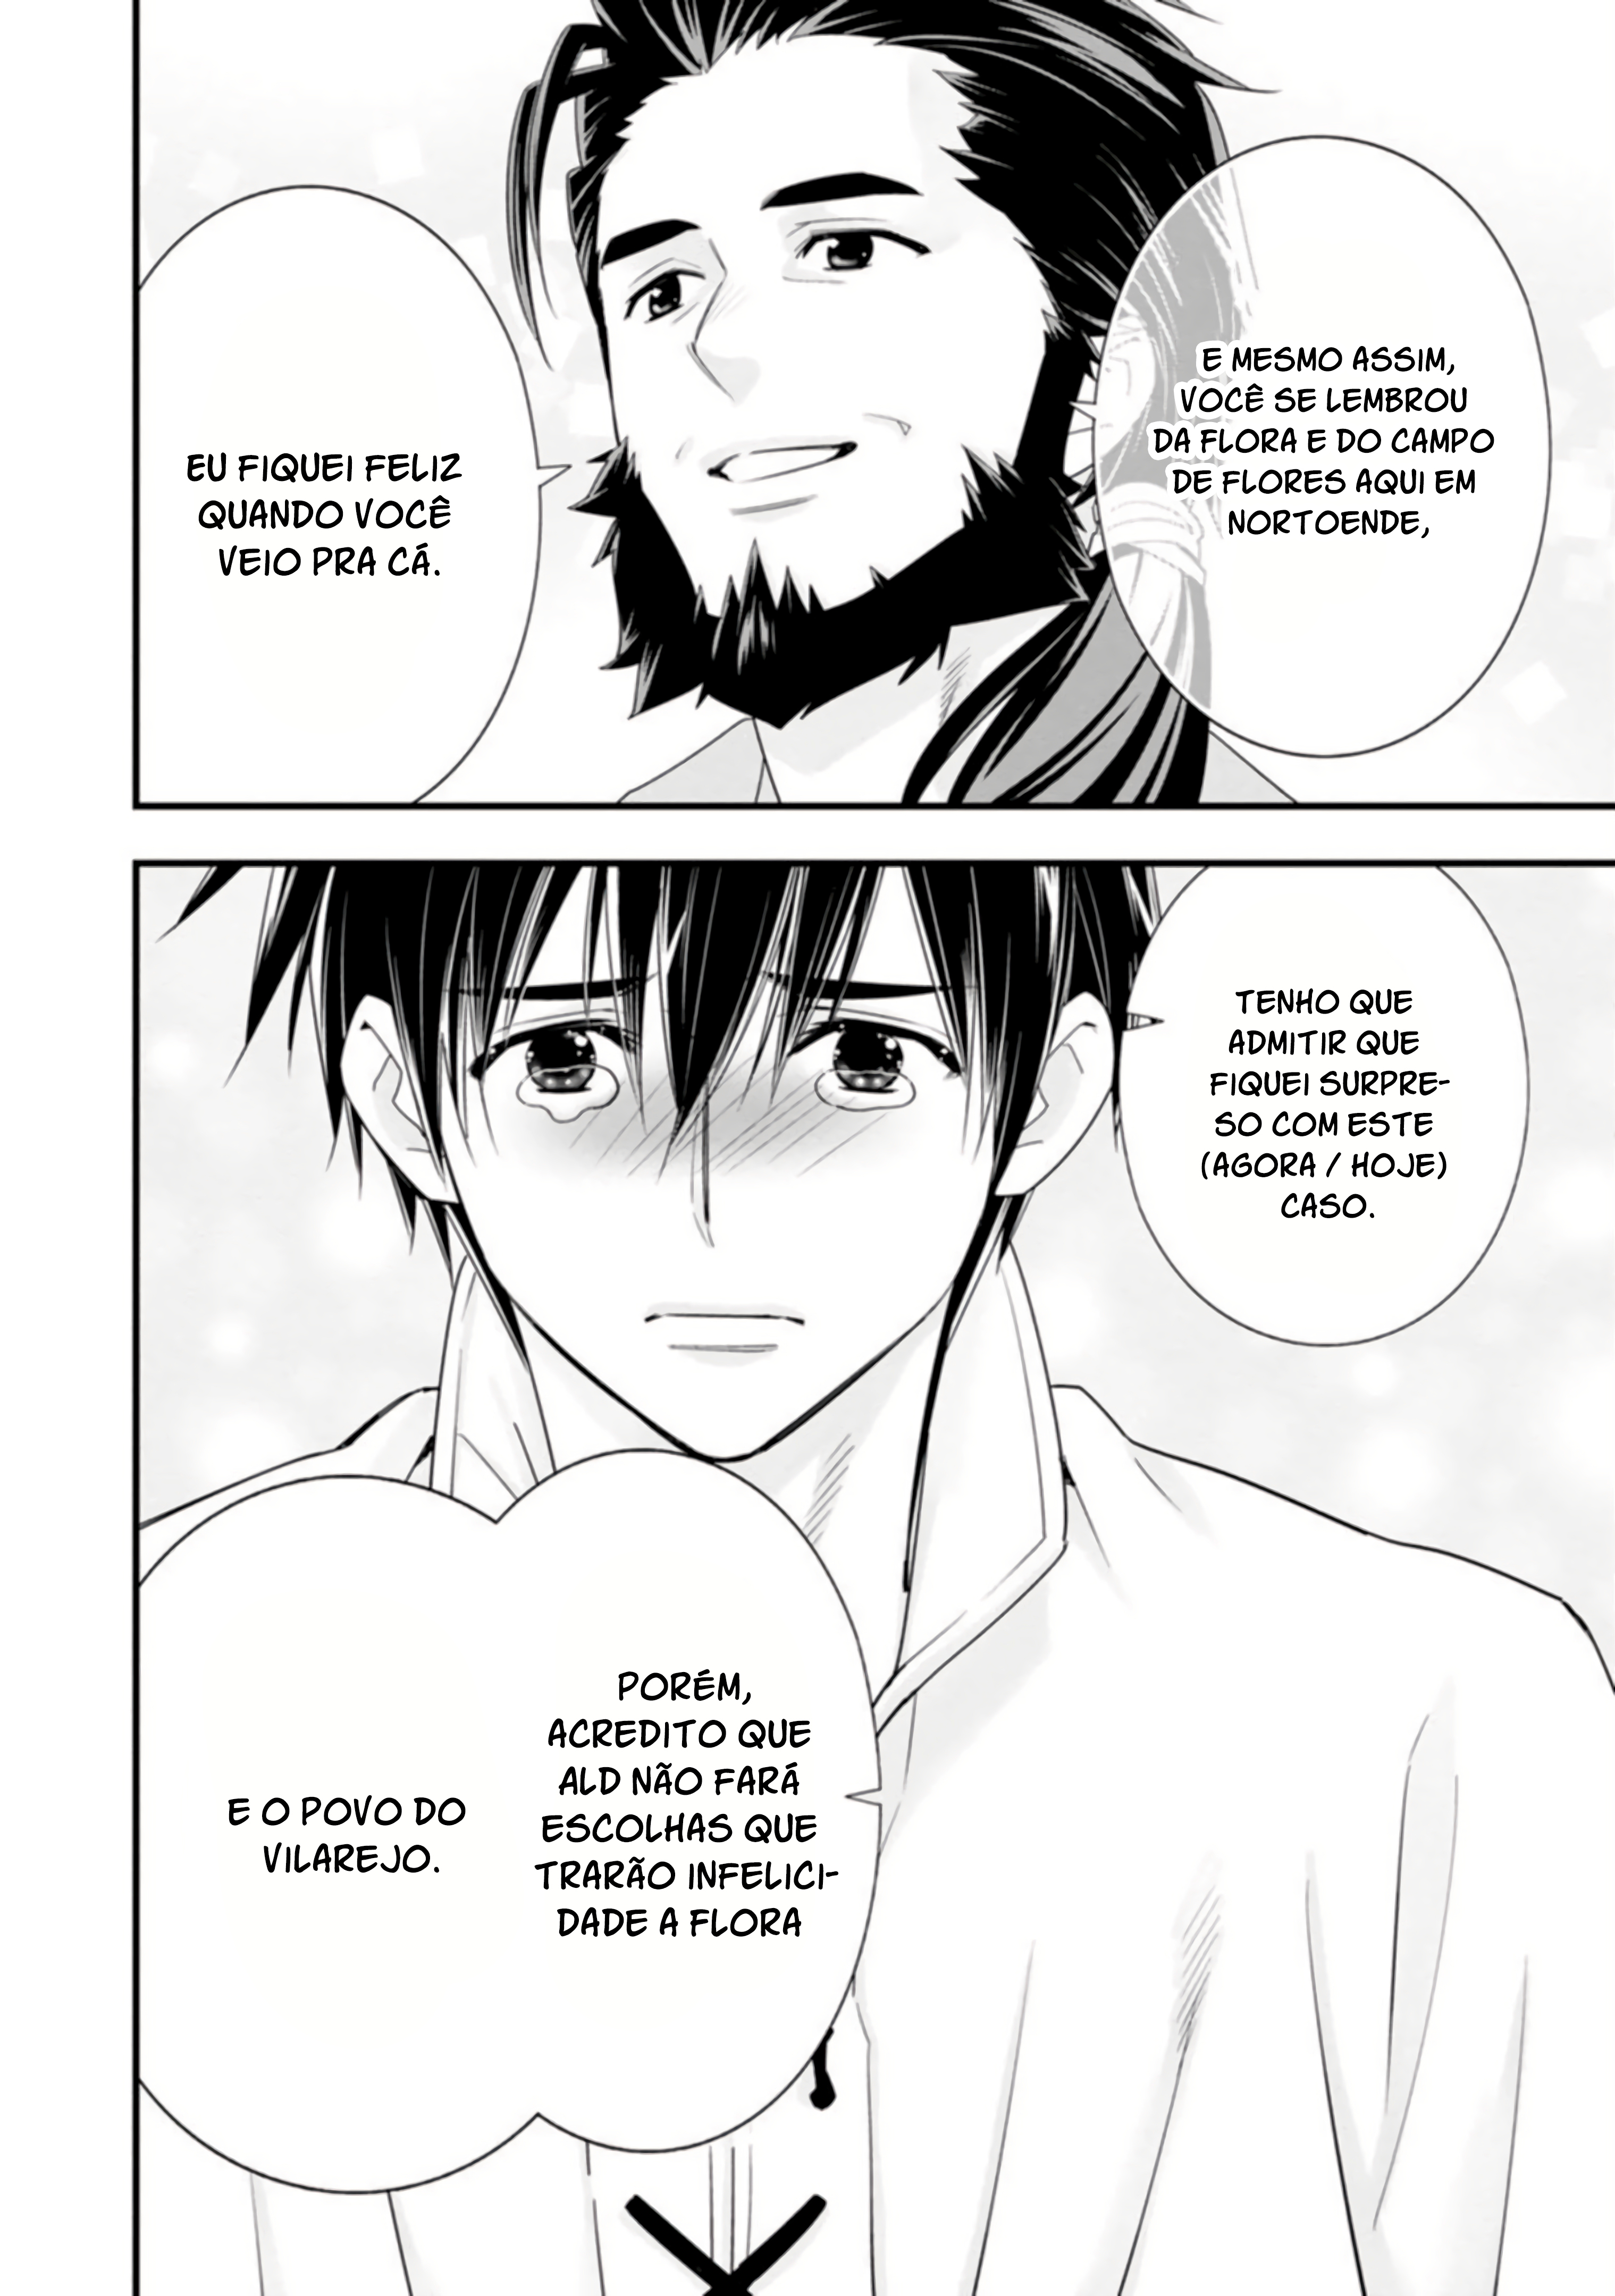 E MESMO ASSIM,
VOCÊ SE LEMBROU
DA FLORA E DO CAMPO
DE FLORES AQUI EM
NORTOENDE,
EU FIQUEI FELIZ
QUANDO VOCÊ
VEIO PRA CÁ.
TENHO QUE
ADMITIR QUE
FIQUEI SURPRE-
SO COM ESTE
(AGORA / HOJE)
CASO.
PORÉM,
ACREDITO QUE
ALD NÃO FARÁ
ESCOLHAS QUE
TRARÃO INFELICI-
DADE A FLORA
E O POVO DO
VILAREJO.